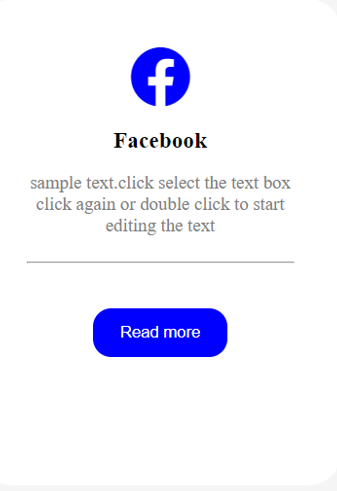 Facebook
sample text.click select the text box
click again or double click to start
editing the text
Read more